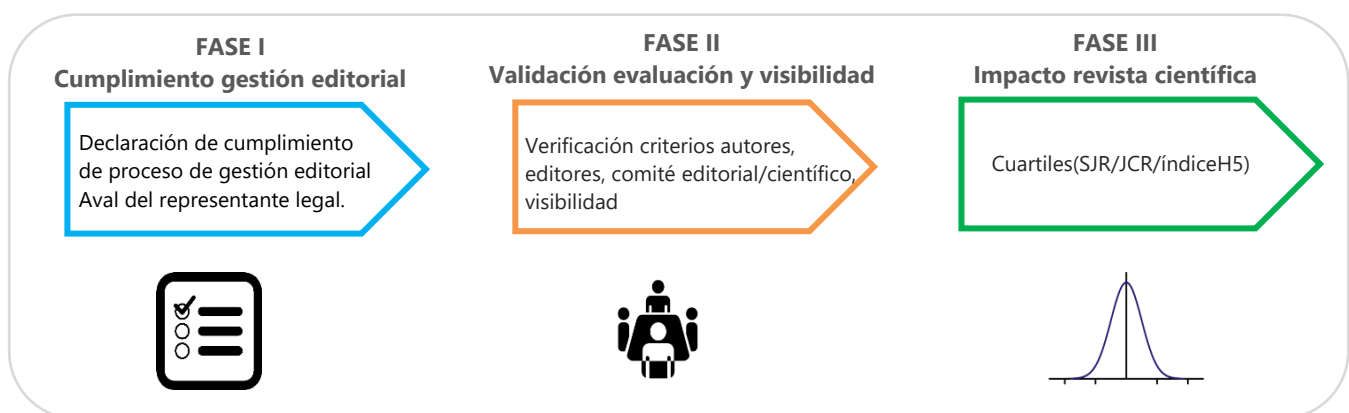 FASE I
Cumplimiento gestión editorial
Declaración de cumplimiento
de proceso de gestión editorial
Aval del representante legal.
FASE II
Validación evaluación y visibilidad
Verificación criterios autores,
editores, comité editorial/científico,
visibilidad
FASE III
Impacto revista científica
Cuartiles(SJR/JCR/índiceH5)